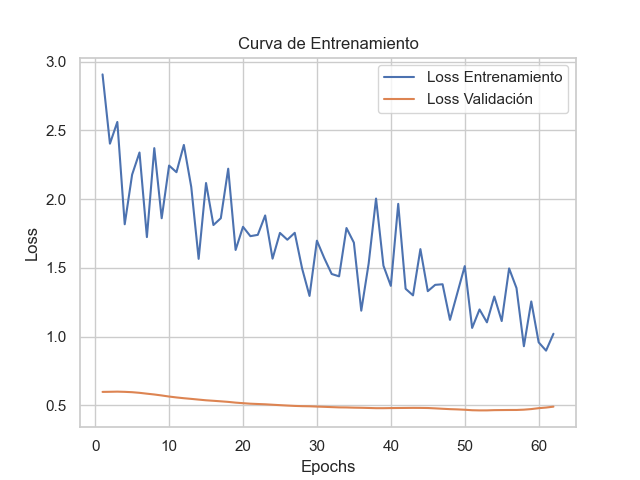 Curva de Entrenamiento
Loss Entrenamiento
Loss Validación
3.0
2.5
2.0
1.5
1.0
0.5
Loss
0 10 20 30 40 50 60
Epochs